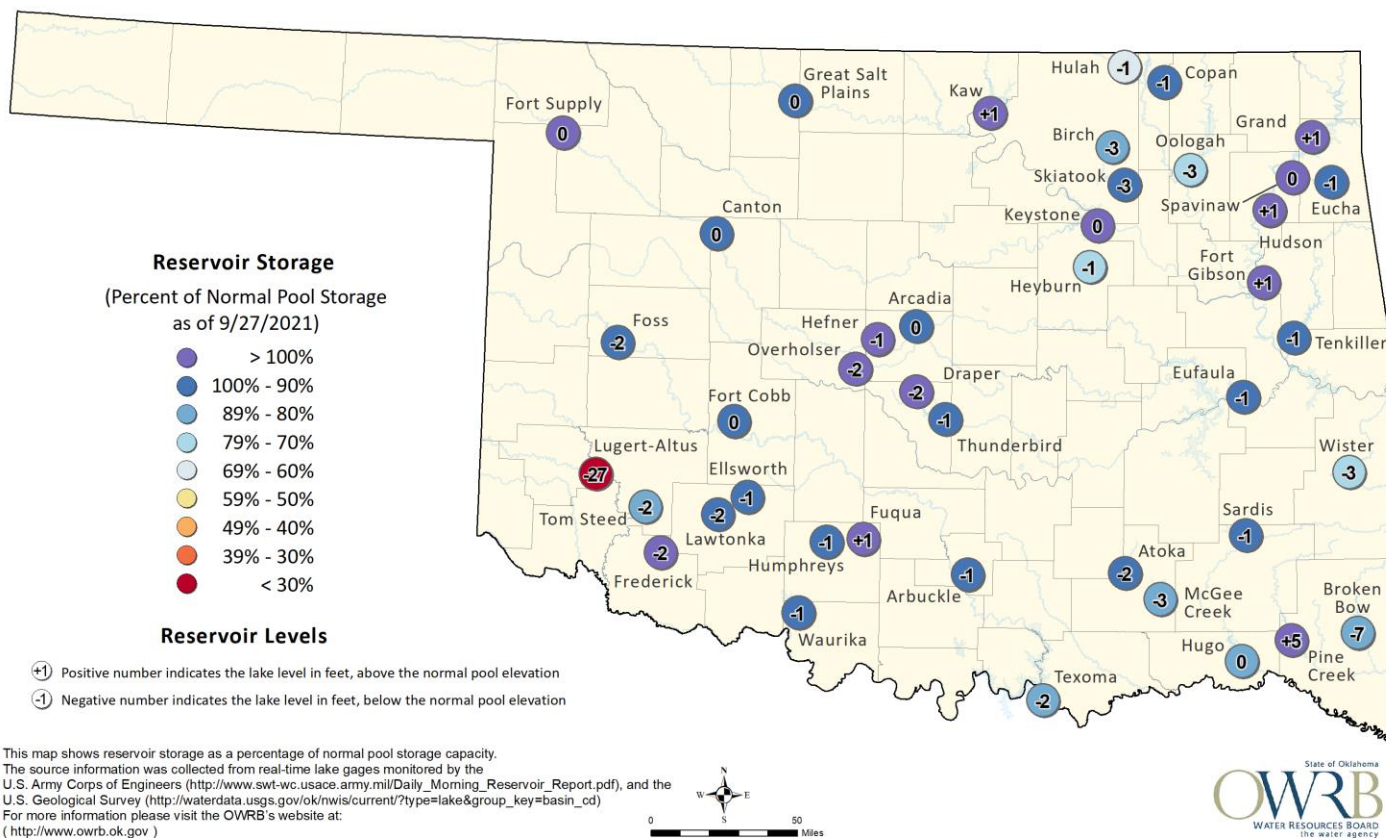 Great Salt
Plains
0
Hulah
-1
Copan
-1
Kaw
+1
Fort Supply
0
Birch
-3
Oologah
-3
Grand
+1
Skiatook
-3
Spavinaw
0
-1
Eucha
Keystone
0
+1
Hudson
Canton
0
Heyburn
-1
Fort
Gibson
+1
Reservoir Storage
(Percent of Normal Pool Storage
as of 9/27/2021)
> 100%
100% - 90%
89% - 80%
79% - 70%
69% - 60%
59% - 50%
49% - 40%
39% - 30%
< 30%
Reservoir Levels
+1 Positive number indicates the lake level in feet, above the normal pool elevation
-1 Negative number indicates the lake level in feet, below the normal pool elevation
Foss
-2
Hefner
-1
Arcadia
0
Overholser
-2
Draper
-2
-1
Thunderbird
Tenkiller
-1
Eufaula
-1
Fort Cobb
0
Lugert-Altus
-27
Ellsworth
-1
Wister
-3
Tom Steed
-2
-2
Lawtonka
-2
Frederick
Humphreys
-1
Fuqua
+1
Arbuckle
-1
Sardis
-1
Atoka
-2
McGee
Creek
-3
Broken
Bow
-7
-1
Waurika
Hugo
0
+5
Pine
Creek
Texoma
-2
This map shows reservoir storage as a percentage of normal pool storage capacity.
The source information was collected from real-time lake gages monitored by the
U.S. Army Corps of Engineers (http://www.swt-wc.usace.army.mil/Daily_Morning_Reservoir_Report.pdf), and the
U.S. Geological Survey (http://waterdata.usgs.gov/ok/nwis/current/?type=lake&group_key=basin_cd)
For more information please visit the OWRB's website at:
( http://www.owrb.ok.gov )
N
W E
S
0 50
Miles
State of Oklahoma
OWRB
WATER RESOURCES BOARD
the water agency